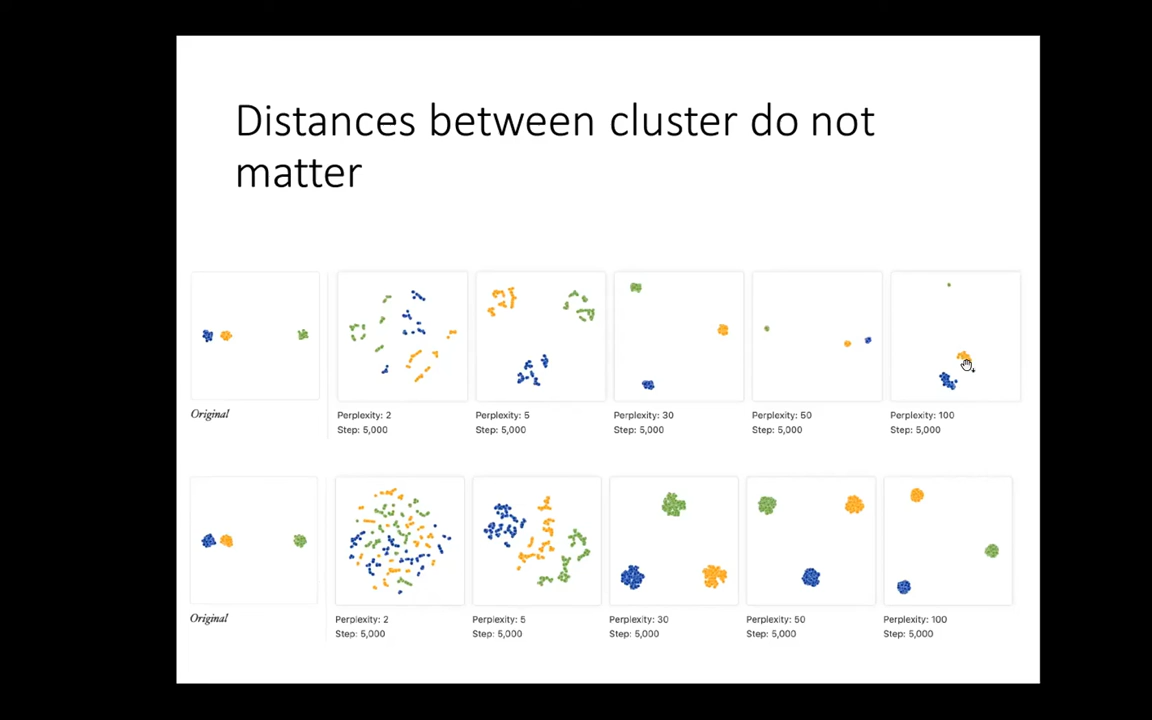 Distances between cluster do not
matter
Original
Perplexity: 2
Step: 5,000
Perplexity: 5
Step: 5,000
Perplexity: 30
Step: 5,000
Perplexity: 50
Step: 5,000
Perplexity: 100
Step: 5,000
Original
Perplexity: 2
Step: 5,000
Perplexity: 5
Step: 5,000
Perplexity: 30
Step: 5,000
Perplexity: 50
Step: 5,000
Perplexity: 100
Step: 5,000